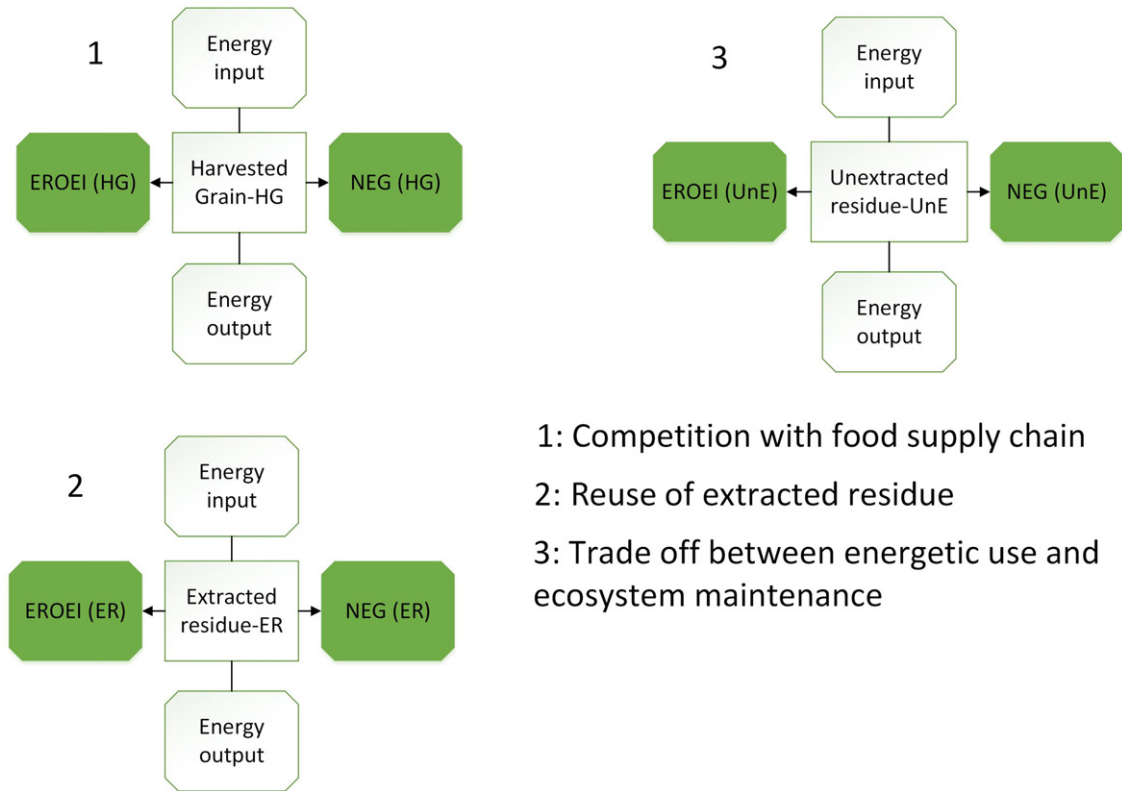 1
Energy
input
EROEI (HG)
Harvested
Grain-HG
NEG (HG)
Energy
output
3
Energy
input
EROEI (UnE)
Unextracted
residue-UnE
NEG (UnE)
Energy
output
2
Energy
input
EROEI (ER)
Extracted
residue-ER
NEG (ER)
Energy
output
1: Competition with food supply chain
2: Reuse of extracted residue
3: Trade off between energetic use and
ecosystem maintenance